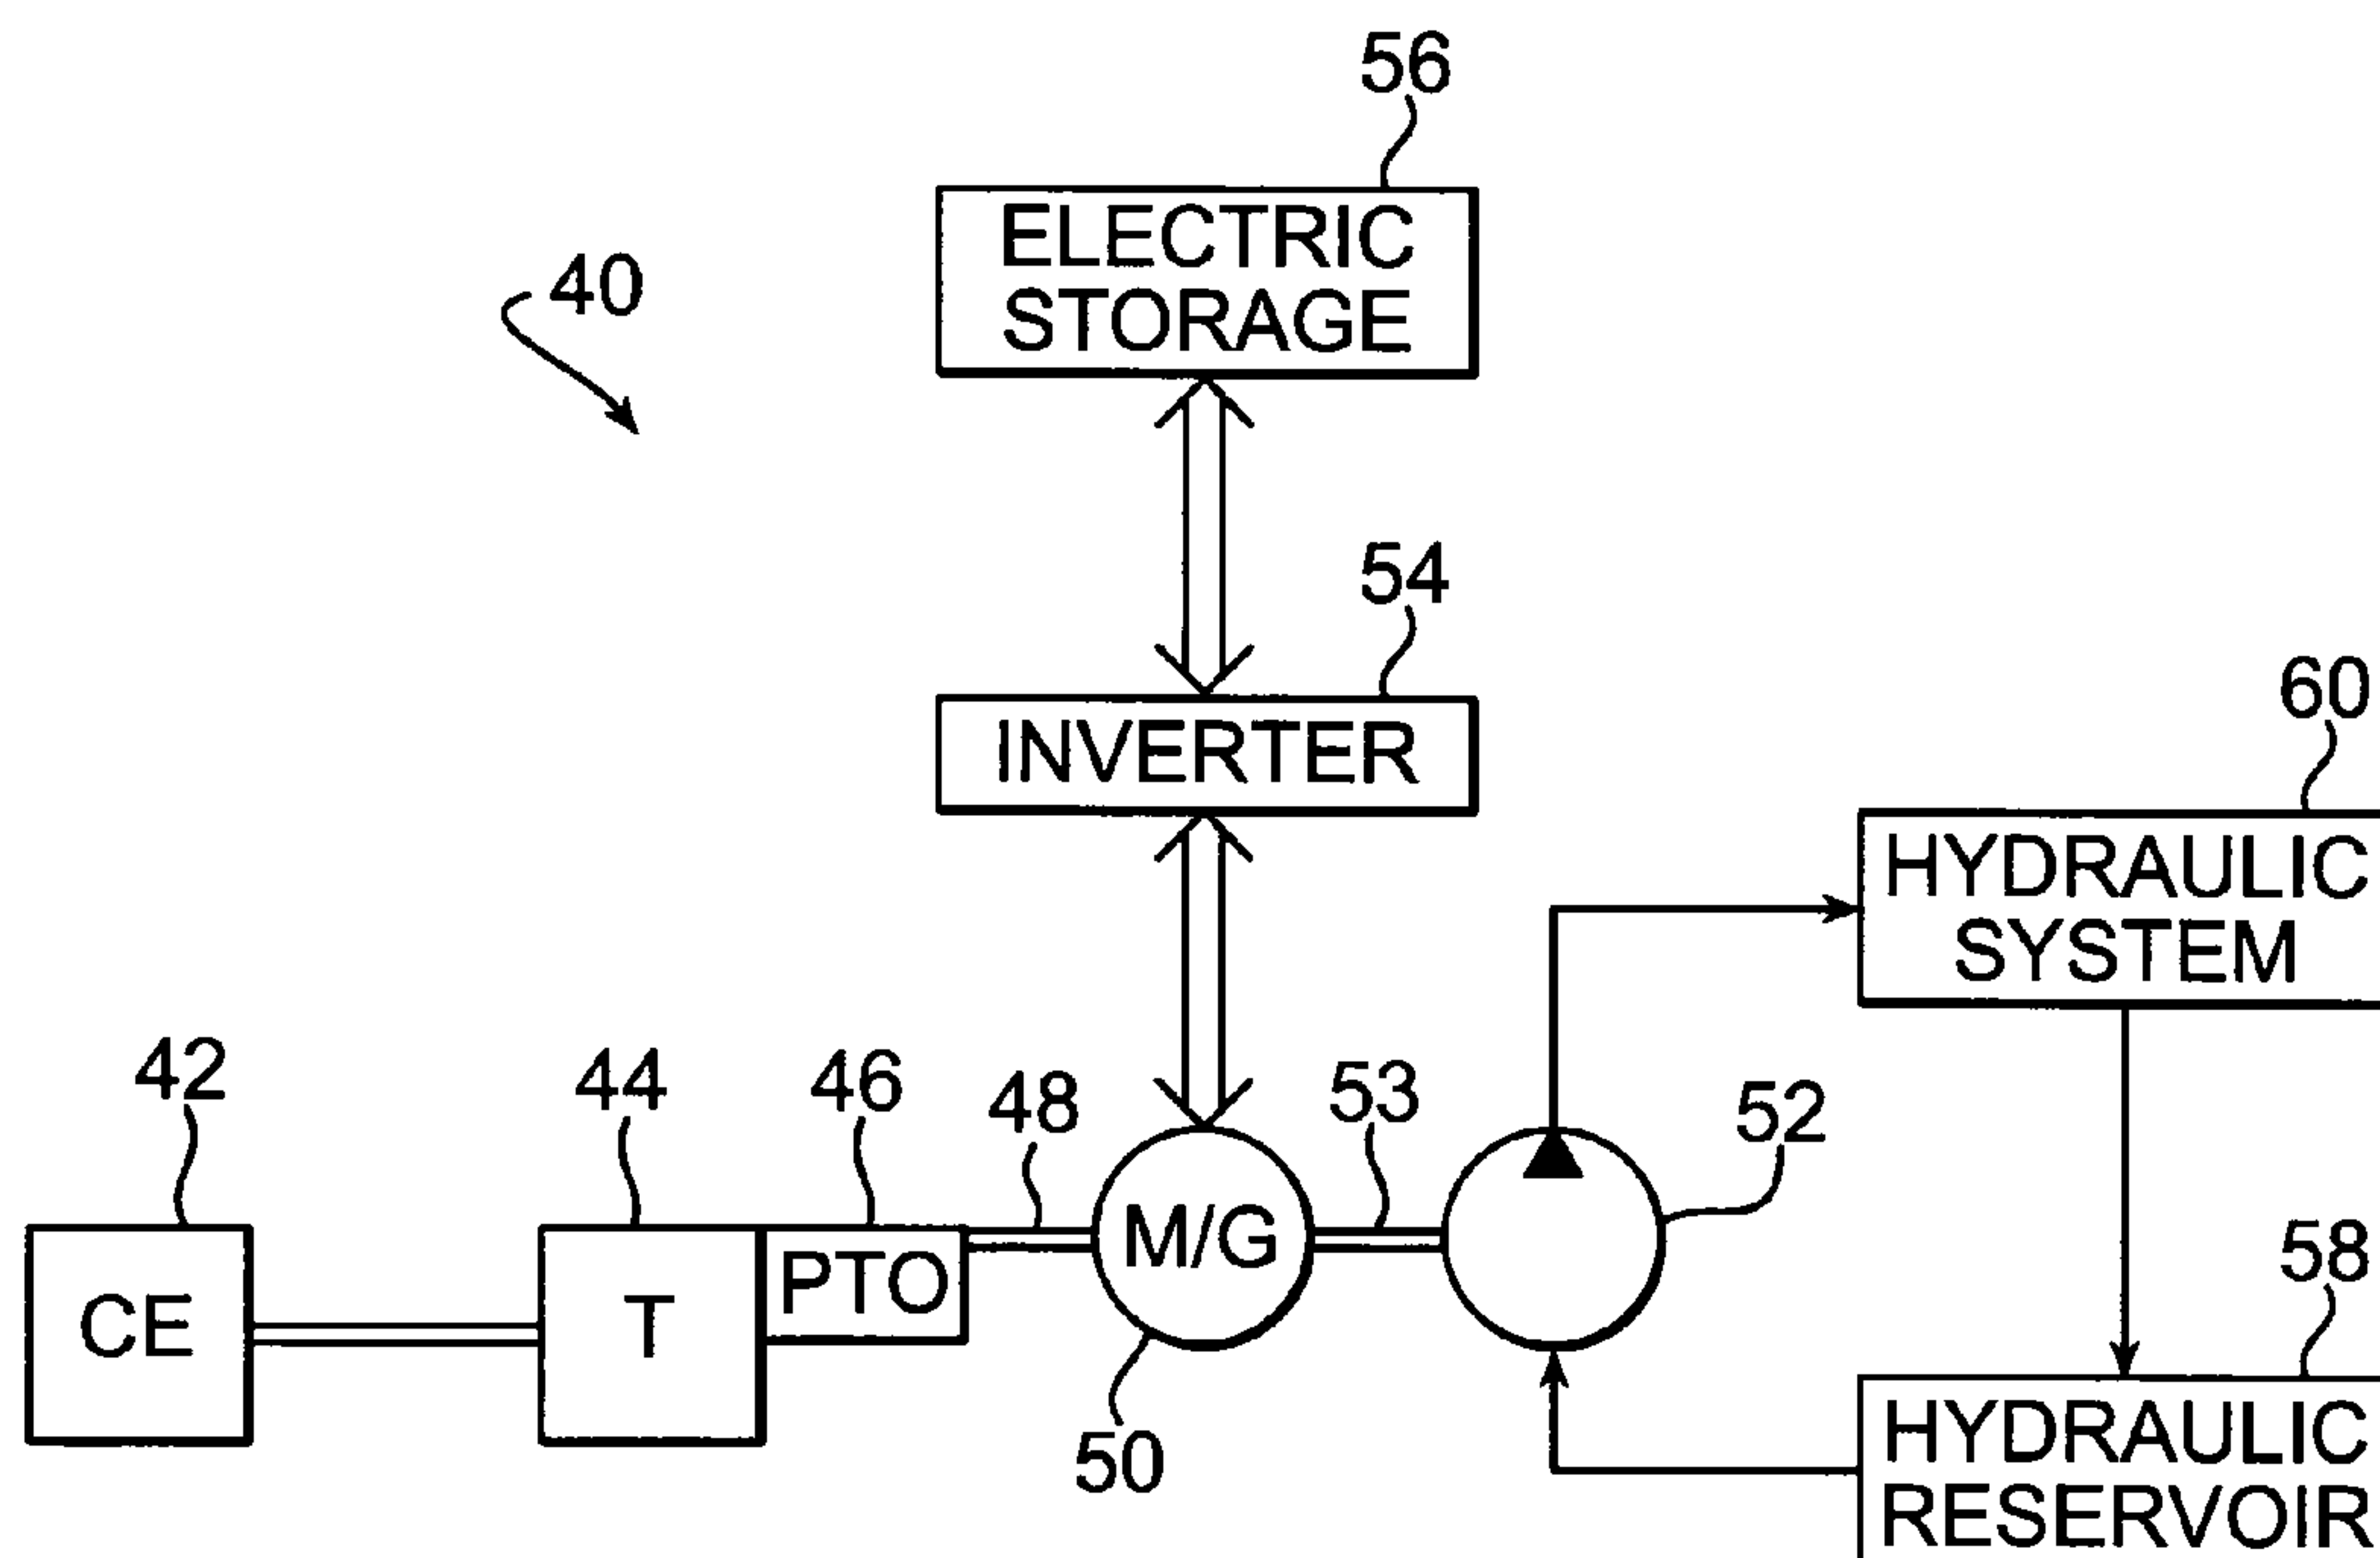 56
ELECTRIC
STORAGE
40
54
INVERTER
60
HYDRAULIC
SYSTEM
42
44
46
48
53
52
CE
T
PTO
M/G
50
58
HYDRAULIC
RESERVOIR